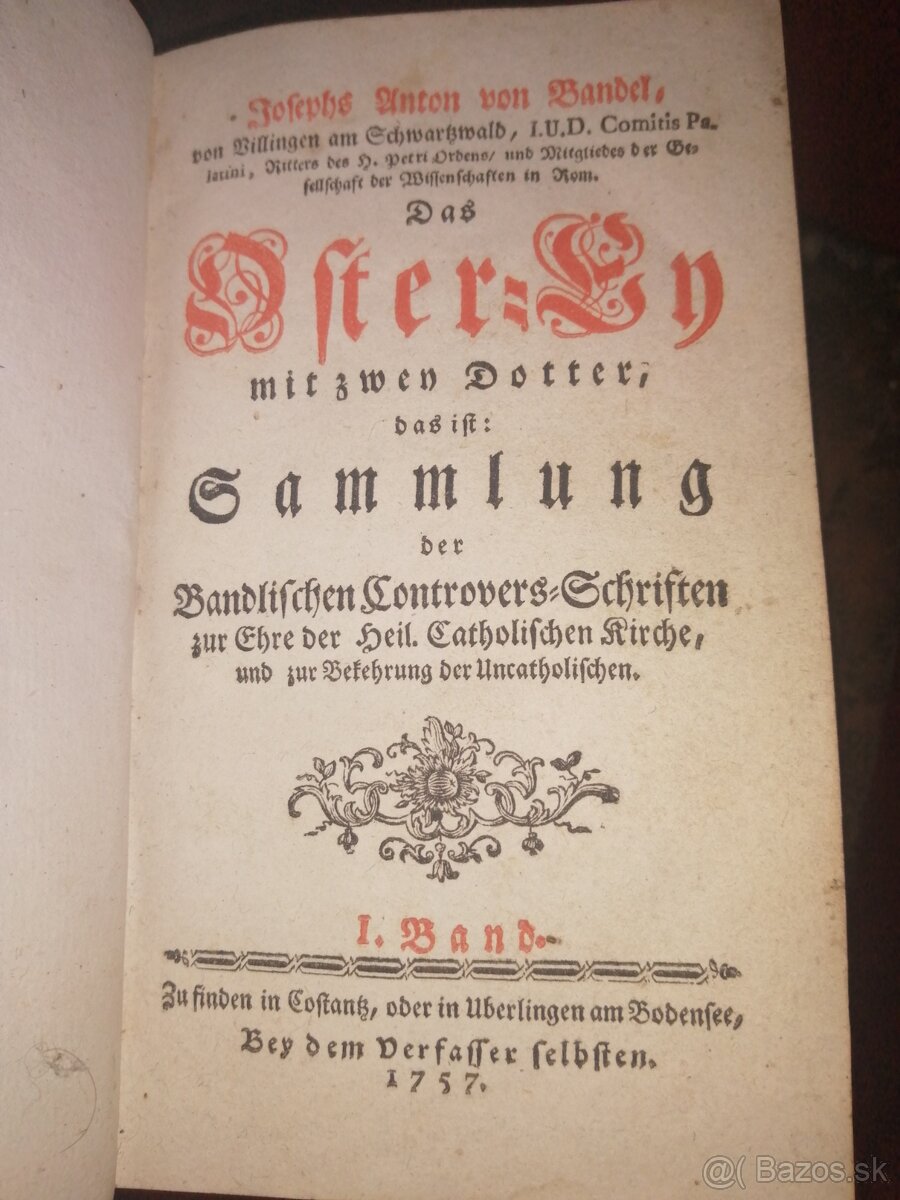 Josephs Anton von Bandel,
von Villingen am Schwartzwald, I.U.D. Comitis Pa-
latini, Ritters des H. Petri Ordens/ und Mitgliedes der Ge-
sellschaft der Wissenschaften in Rom.
Das
Oster-Ey
mit zwey Dotter,
das ist:
Sammlung
der
Bandlischen Controvers-Schriften
zur Ehre der Heil. Catholischen Kirche,
und zur Bekehrung der Uncatholischen.
I. Band.
Zu finden in Costantz, oder in Uberlingen am Bodensee,
Bey dem Verfasser selbsten.
1757.
@( Bazos.sk